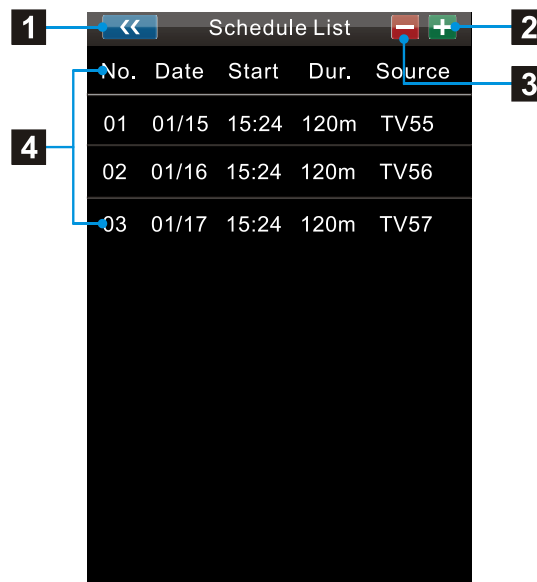 1 << Schedule List − + 2
3
No. Date Start Dur. Source
4
01 01/15 15:24 120m TV55
02 01/16 15:24 120m TV56
03 01/17 15:24 120m TV57